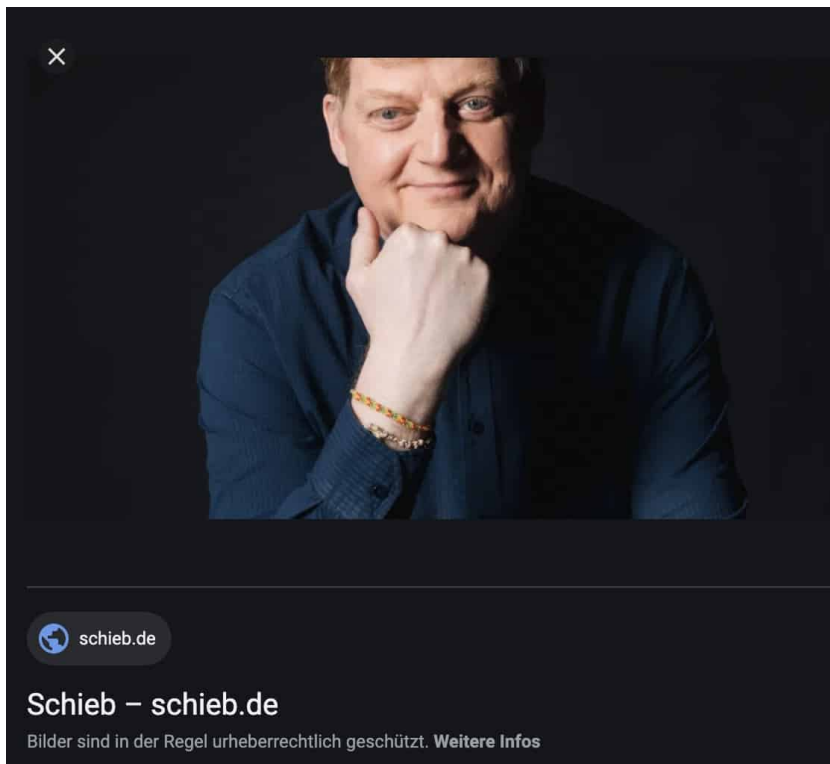 schieb.de
Schieb – schieb.de
Bilder sind in der Regel urheberrechtlich geschützt. Weitere Infos